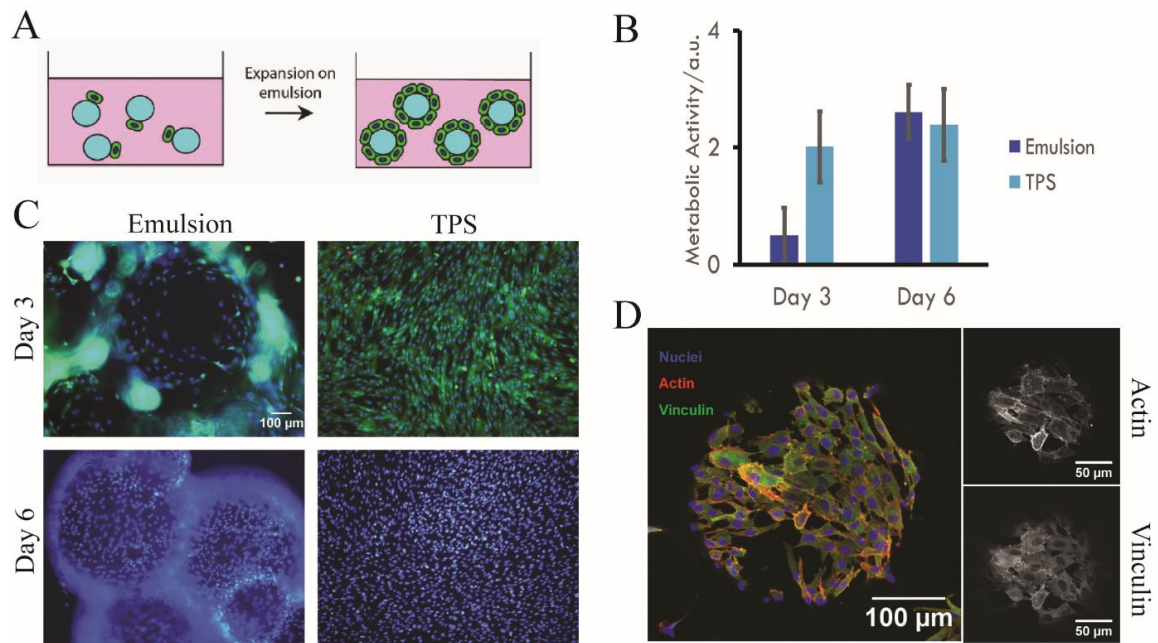 A
Expansion on
emulsion
B
Metabolic Activity/a.u.
4
2
0
Day 3
Day 6
Emulsion
TPS
C
Emulsion
TPS
Day 3
100 µm
Day 6
D
Nuclei
Actin
Vinculin
100 µm
Actin
50 µm
Vinculin
50 µm